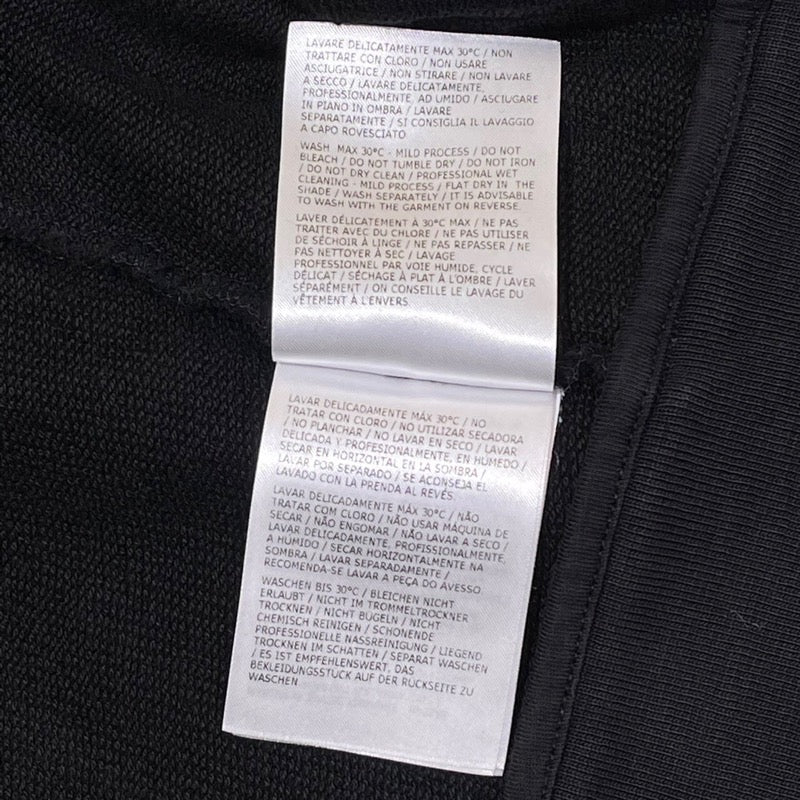 LAVARE DELICATAMENTE MAX 30°C / NON
TRATTARE CON CLORO / NON USARE
ASCIUGATRICE / NON STIRARE / NON LAVARE
A SECCO / LAVARE DELICATAMENTE,
PROFESSIONALMENTE, AD UMIDO / ASCIUGARE
IN PIANO IN OMBRA / LAVARE
SEPARATAMENTE / SI CONSIGLIA IL LAVAGGIO
A CAPO ROVESCIATO
WASH MAX 30°C - MILD PROCESS / DO NOT
BLEACH / DO NOT TUMBLE DRY / DO NOT IRON
/ DO NOT DRY CLEAN / PROFESSIONAL WET
CLEANING - MILD PROCESS / FLAT DRY IN THE
SHADE / WASH SEPARATELY / IT IS ADVISABLE
TO WASH WITH THE GARMENT ON REVERSE.
LAVER DÉLICATEMENT À 30°C MAX / NE PAS
TRAITER AVEC DU CHLORE / NE PAS UTILISER
DE SÉCHOIR À LINGE / NE PAS REPASSER / NE
PAS NETTOYER À SEC / LAVAGE
PROFESSIONNEL PAR VOIE HUMIDE, CYCLE
DÉLICAT / SÉCHAGE À PLAT À L'OMBRE / LAVER
SÉPARÉMENT / ON CONSEILLE LE LAVAGE DU
VÊTEMENT À L'ENVERS.
LAVAR DELICADAMENTE MÁX 30°C / NO
TRATAR CON CLORO / NO UTILIZAR SECADORA
/ NO PLANCHAR / NO LAVAR EN SECO / LAVAR
DELICADA Y PROFESIONALMENTE, EN HÚMEDO /
SECAR EN HORIZONTAL EN LA SOMBRA /
LAVAR POR SEPARADO / SE ACONSEJA EL
LAVADO CON LA PRENDA AL REVÉS.
LAVAR DELICADAMENTE MÁX 30°C / NÃO
TRATAR COM CLORO / NÃO USAR MÁQUINA DE
SECAR / NÃO ENGOMAR / NÃO LAVAR A SECO /
LAVAR DELICADAMENTE, PROFISSIONALMENTE,
A HÚMIDO / SECAR HORIZONTALMENTE NA
SOMBRA / LAVAR SEPARADAMENTE /
RECOMENDA-SE LAVAR A PEÇA DO AVESSO.
WASCHEN BIS 30°C / BLEICHEN NICHT
ERLAUBT / NICHT IM TROMMELTROCKNER
TROCKNEN / NICHT BÜGELN / NICHT
CHEMISCH REINIGEN / SCHONENDE
PROFESSIONELLE NASSREINIGUNG / LIEGEND
TROCKNEN IM SCHATTEN / SEPARAT WASCHEN
/ ES IST EMPFEHLENSWERT, DAS
BEKLEIDUNGSSTÜCK AUF DER RÜCKSEITE ZU
WASCHEN